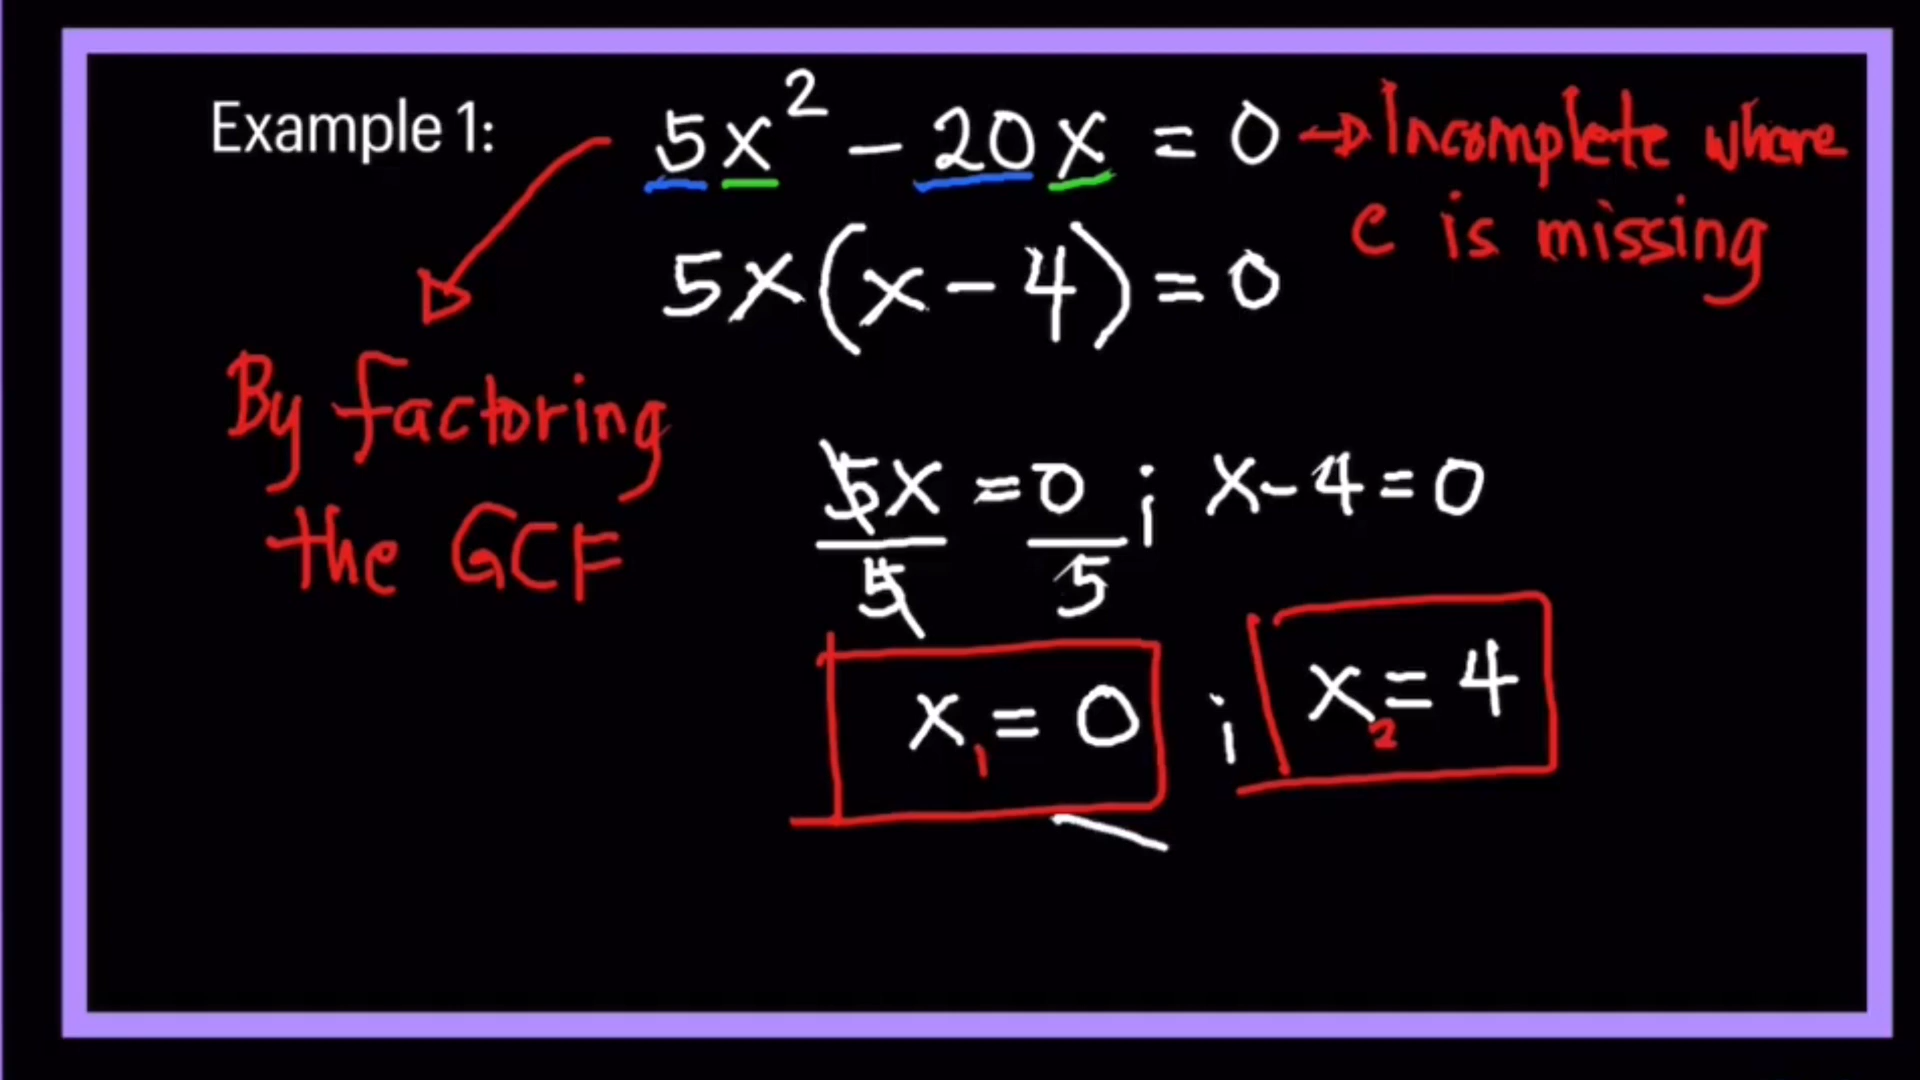 Example 1: 5x² - 20x = 0 → Incomplete where
c is missing
5x(x - 4) = 0
By factoring
the GCF
5x = 0 ; x - 4 = 0
5 5
x₁ = 0 ; x₂ = 4